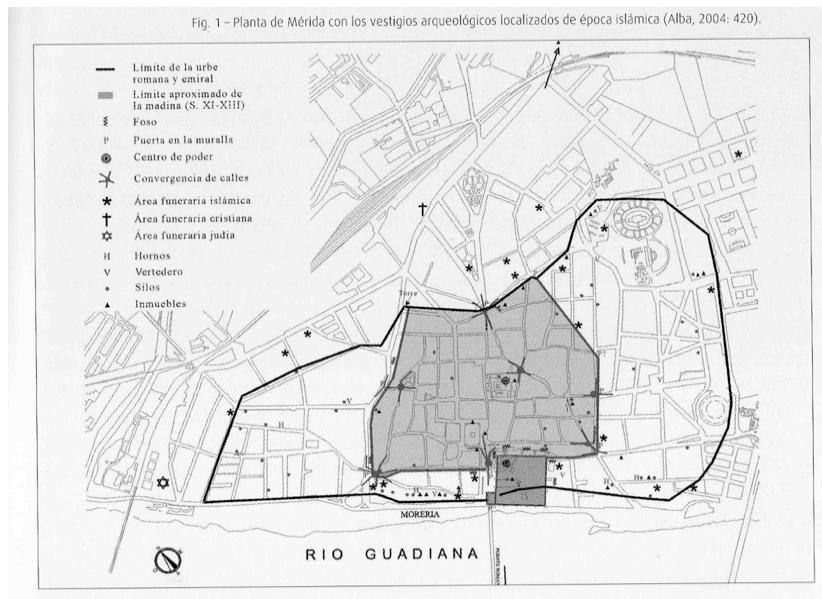 Fig. 1 – Planta de Mérida con los vestigios arqueológicos localizados de época islámica (Alba, 2004: 420).
Límite de la urbe
romana y emiral
Límite aproximado de
la madina (S. XI-XIII)
Foso
P Puerta en la muralla
Centro de poder
Convergencia de calles
Área funeraria islámica
Área funeraria cristiana
Área funeraria judía
H Hornos
V Vertedero
Silos
Inmuebles
Torre
V
H
V
H
V
V
H
H
MORERIA
RIO GUADIANA